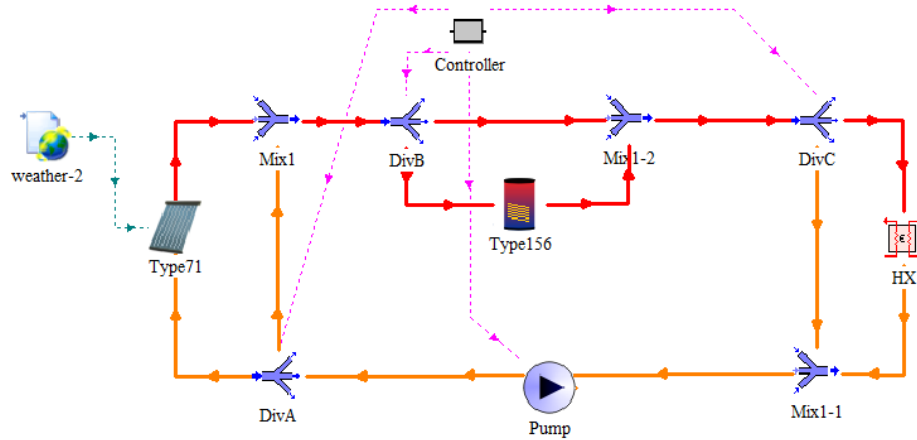 Controller
weather-2
Mix1
DivB
Mix1-2
DivC
Type71
Type156
HX
DivA
Pump
Mix1-1